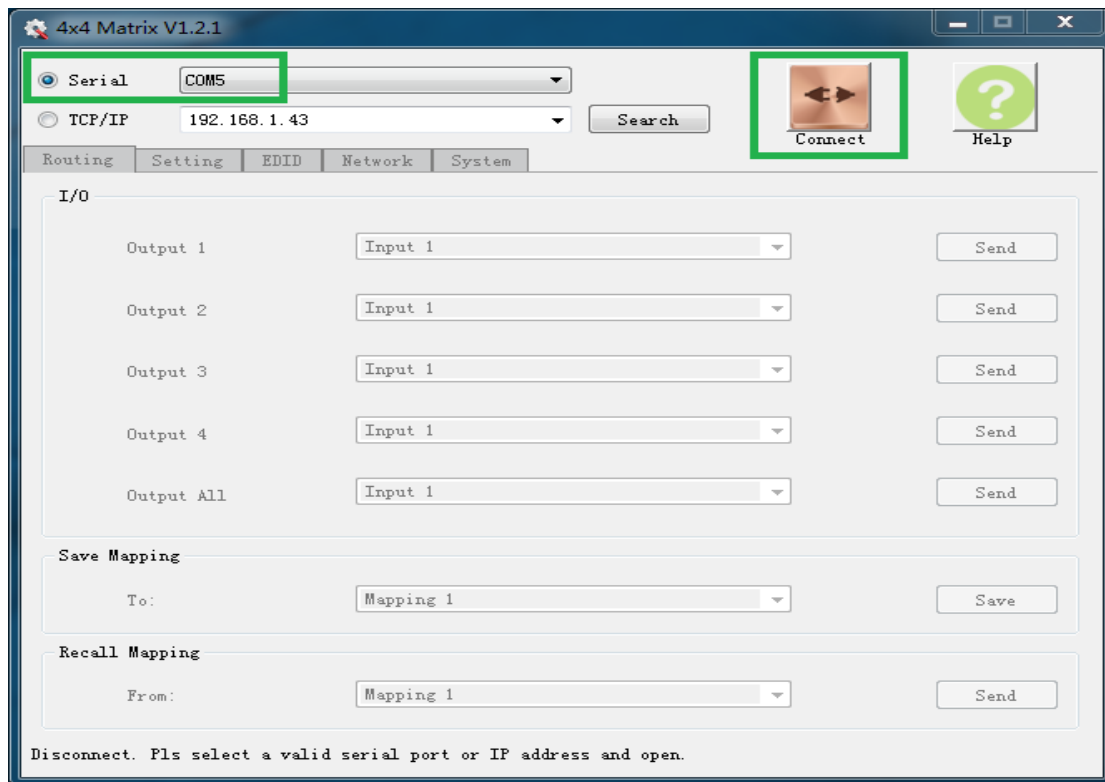 4x4 Matrix V1.2.1
Serial COM5
TCP/IP 192.168.1.43 Search
Connect Help
Routing Setting EDID Network System
I/O
Output 1 Input 1 Send
Output 2 Input 1 Send
Output 3 Input 1 Send
Output 4 Input 1 Send
Output All Input 1 Send
Save Mapping
To: Mapping 1 Save
Recall Mapping
From: Mapping 1 Send
Disconnect. Pls select a valid serial port or IP address and open.